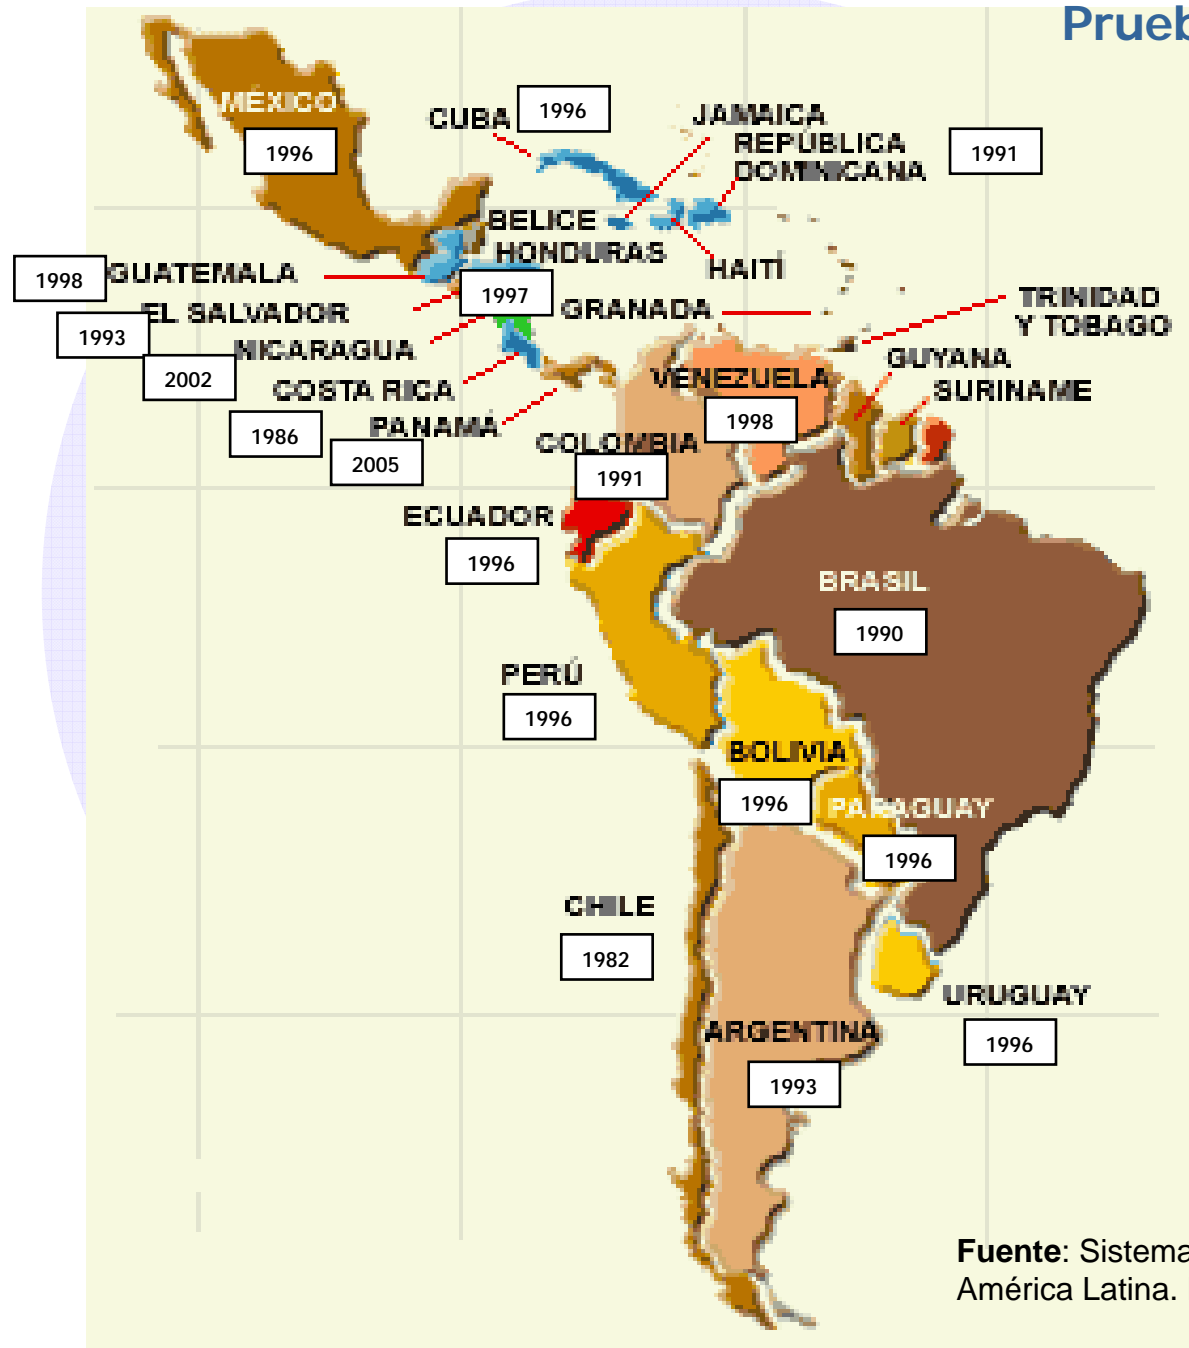 Prueb
MÉXICO
1996
CUBA
1996
JAMAICA
REPÚBLICA
DOMINICANA
1991
BELICE
HONDURAS
HAITÍ
1998
GUATEMALA
1997
EL SALVADOR
GRANADA
TRINIDAD
Y TOBAGO
1993
NICARAGUA
GUYANA
2002
COSTA RICA
VENEZUELA
SURINAME
1986
PANAMÁ
1998
2005
COLOMBIA
1991
ECUADOR
1996
BRASIL
1990
PERÚ
1996
BOLIVIA
1996
PARAGUAY
1996
CHILE
1982
URUGUAY
1996
ARGENTINA
1993
Fuente: Sistema
América Latina.